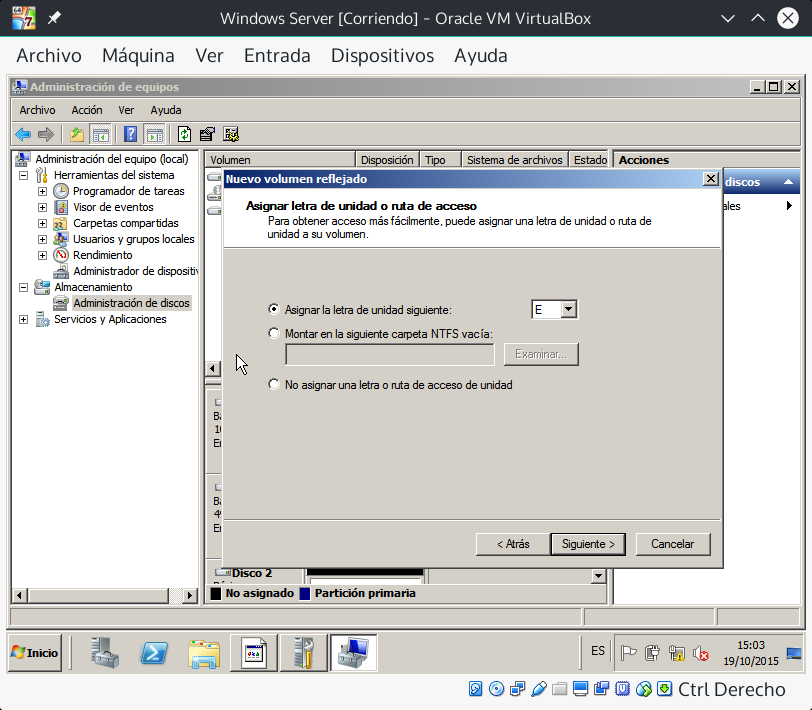 Windows Server [Corriendo] - Oracle VM VirtualBox
Archivo Máquina Ver Entrada Dispositivos Ayuda
Administración de equipos
Archivo Acción Ver Ayuda
Administración del equipo (local)
Herramientas del sistema
Programador de tareas
Visor de eventos
Carpetas compartidas
Usuarios y grupos locales
Rendimiento
Administrador de dispositi
Almacenamiento
Administración de discos
Servicios y Aplicaciones
Volumen Disposición Tipo Sistema de archivos Estado
Acciones
discos
ales
Nuevo volumen reflejado
Asignar letra de unidad o ruta de acceso
Para obtener acceso más fácilmente, puede asignar una letra de unidad o ruta de
unidad a su volumen.
Asignar la letra de unidad siguiente: E
Montar en la siguiente carpeta NTFS vacía:
Examinar...
No asignar una letra o ruta de acceso de unidad
< Atrás Siguiente > Cancelar
Ba
10
En
Ba
49
En
Disco 2
No asignado Partición primaria
Inicio
ES
15:03
19/10/2015
Ctrl Derecho